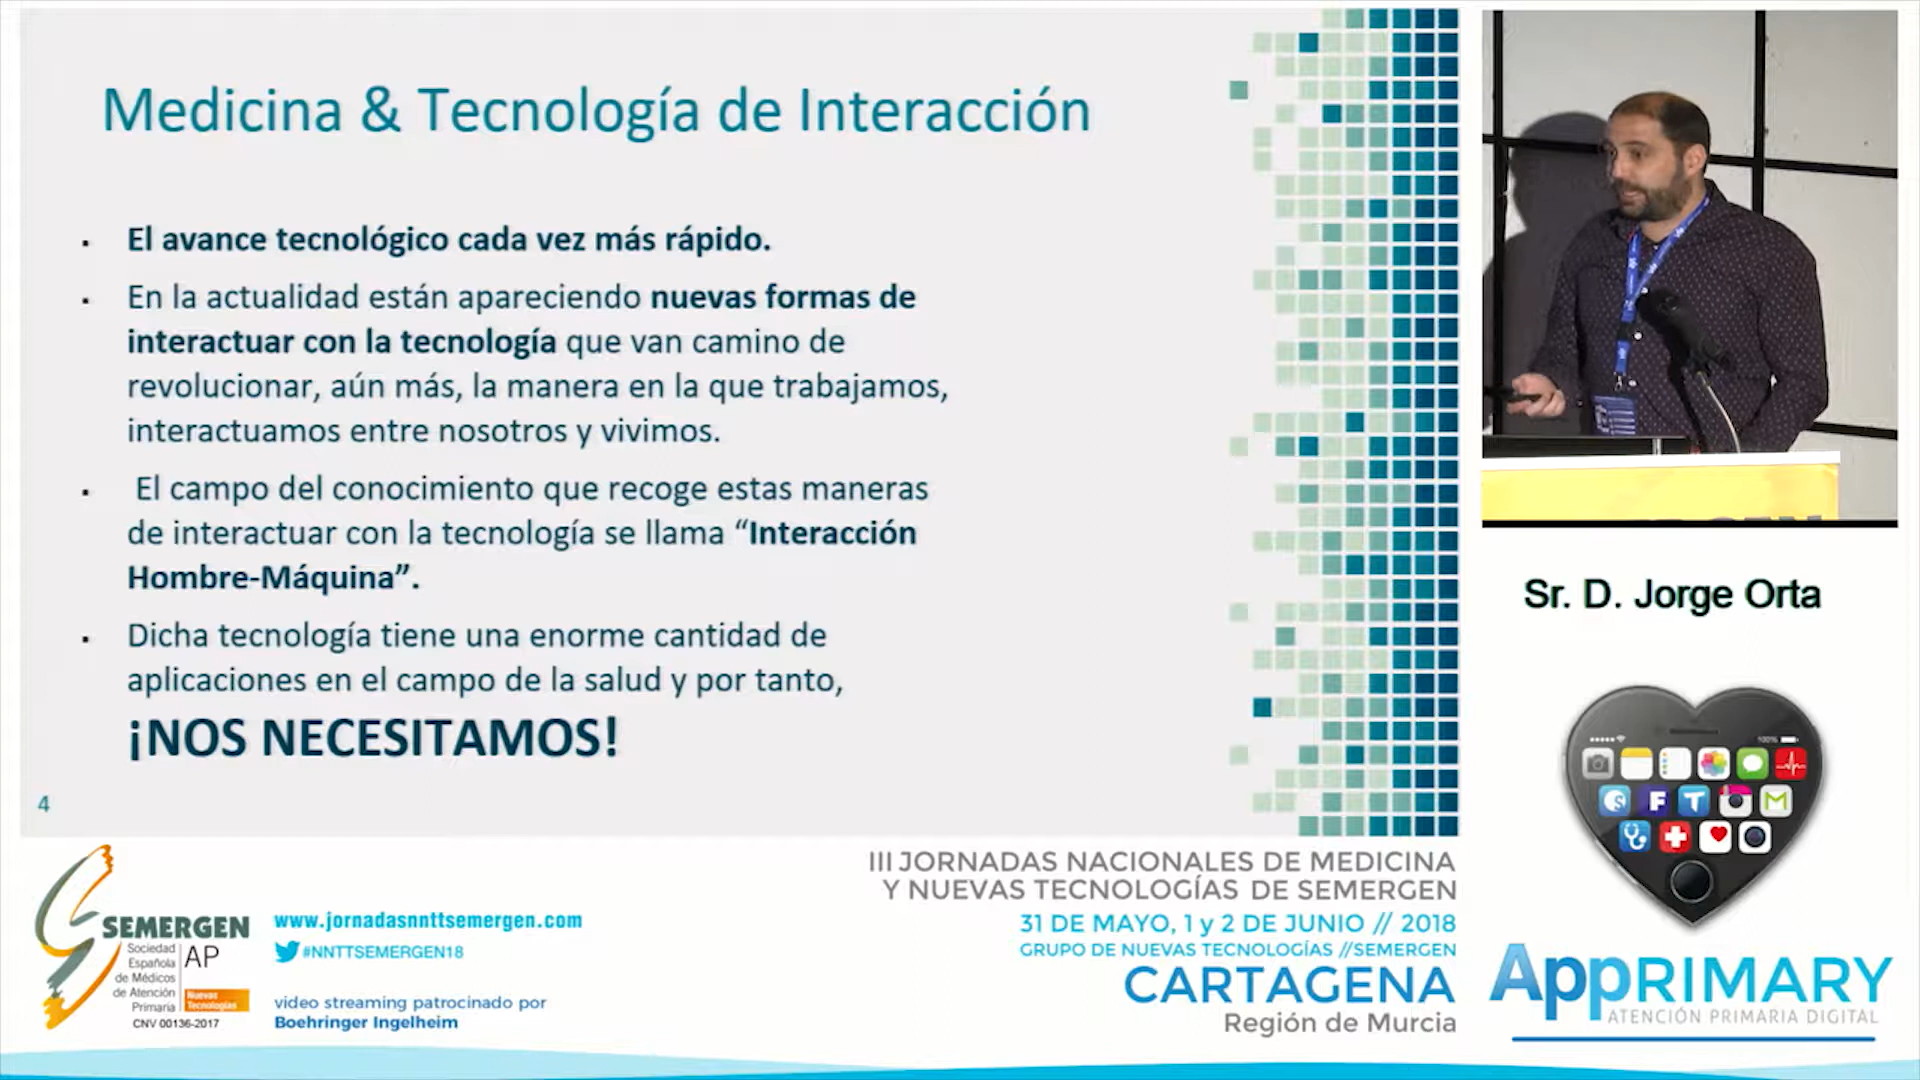 Medicina & Tecnología de Interacción
▪ El avance tecnológico cada vez más rápido.
▪ En la actualidad están apareciendo nuevas formas de
interactuar con la tecnología que van camino de
revolucionar, aún más, la manera en la que trabajamos,
interactuamos entre nosotros y vivimos.
▪ El campo del conocimiento que recoge estas maneras
de interactuar con la tecnología se llama “Interacción
Hombre-Máquina”.
▪ Dicha tecnología tiene una enorme cantidad de
aplicaciones en el campo de la salud y por tanto,
¡NOS NECESITAMOS!
4
Sr. D. Jorge Orta
100%
F
T
M
SEMERGEN
Sociedad
Española
de Médicos
de Atención
Primaria
AP
Nuevas
Tecnologías
CNV 00136-2017
www.jornadasnnttsemergen.com
#NNTTSEMERGEN18
video streaming patrocinado por
Boehringer Ingelheim
III JORNADAS NACIONALES DE MEDICINA
Y NUEVAS TECNOLOGÍAS DE SEMERGEN
31 DE MAYO, 1 y 2 DE JUNIO // 2018
GRUPO DE NUEVAS TECNOLOGÍAS //SEMERGEN
CARTAGENA
Región de Murcia
AppRIMARY
ATENCIÓN PRIMARIA DIGITAL